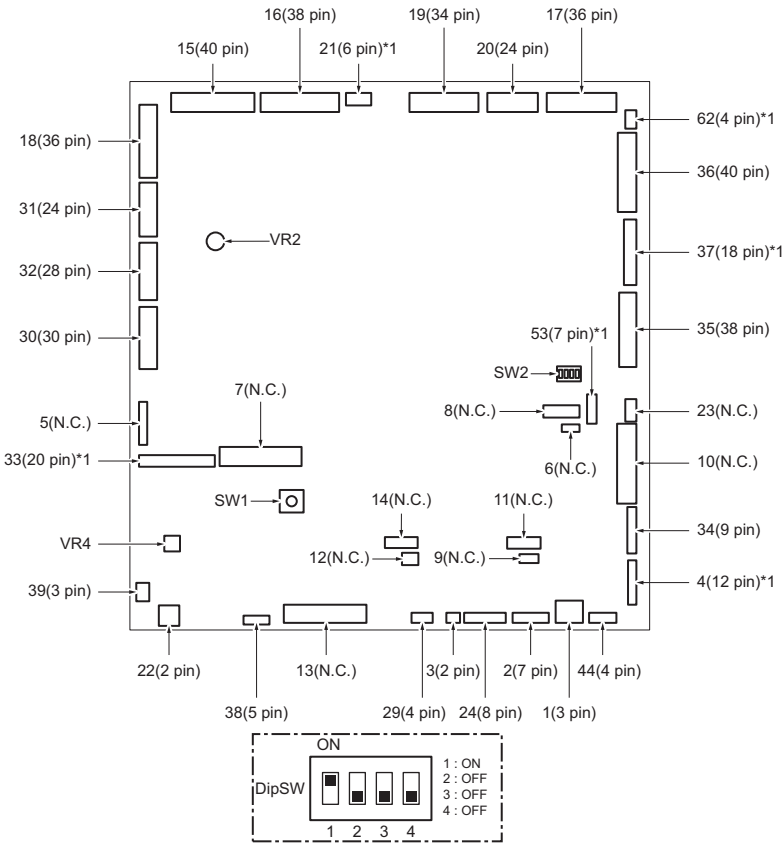 16(38 pin)
19(34 pin)
17(36 pin)
15(40 pin)
21(6 pin)*1
20(24 pin)
62(4 pin)*1
18(36 pin)
36(40 pin)
31(24 pin)
VR2
37(18 pin)*1
32(28 pin)
30(30 pin)
53(7 pin)*1
35(38 pin)
SW2
7(N.C.)
8(N.C.)
23(N.C.)
5(N.C.)
33(20 pin)*1
6(N.C.)
10(N.C.)
SW1
14(N.C.)
11(N.C.)
34(9 pin)
VR4
12(N.C.)
9(N.C.)
39(3 pin)
4(12 pin)*1
22(2 pin)
13(N.C.)
3(2 pin)
2(7 pin)
44(4 pin)
38(5 pin)
29(4 pin)
24(8 pin)
1(3 pin)
ON
DipSW
1 : ON
2 : OFF
3 : OFF
4 : OFF
1 2 3 4